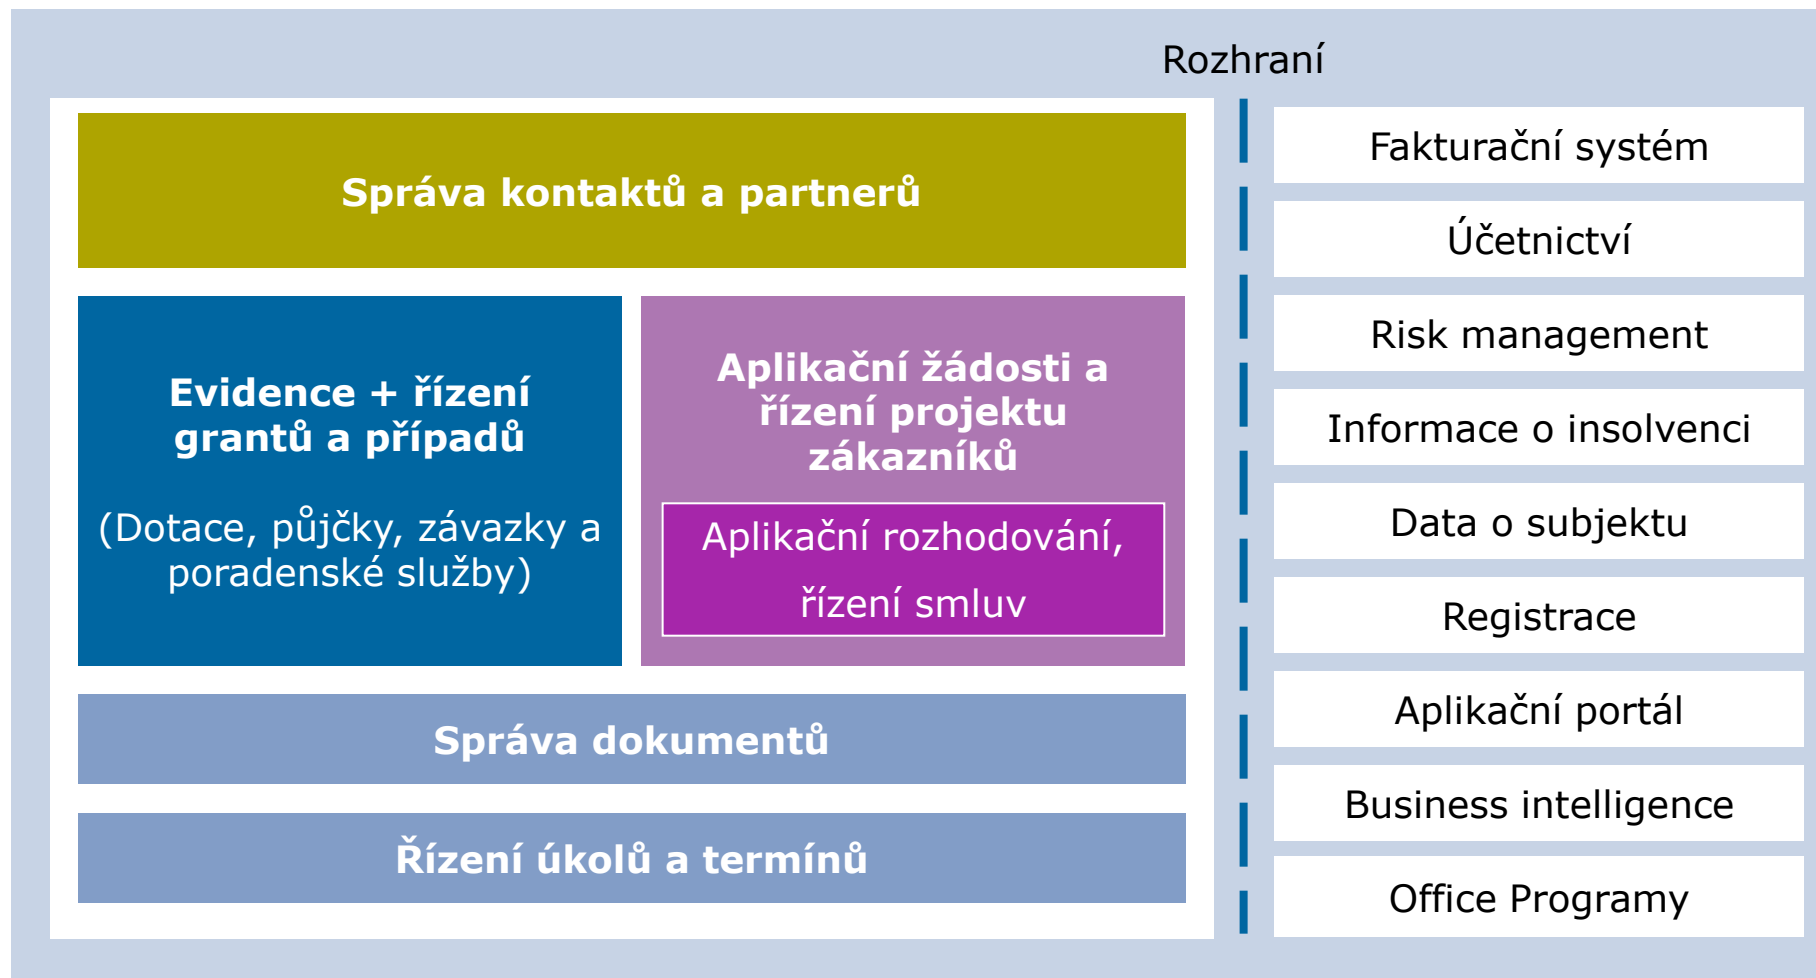 Rozhraní
Správa kontaktů a partnerů
Evidence + řízení
grantů a případů
(Dotace, půjčky, závazky a
poradenské služby)
Aplikační žádosti a
řízení projektu
zákazníků
Aplikační rozhodování,
řízení smluv
Správa dokumentů
Řízení úkolů a termínů
Fakturační systém
Účetnictví
Risk management
Informace o insolvenci
Data o subjektu
Registrace
Aplikační portál
Business intelligence
Office Programy